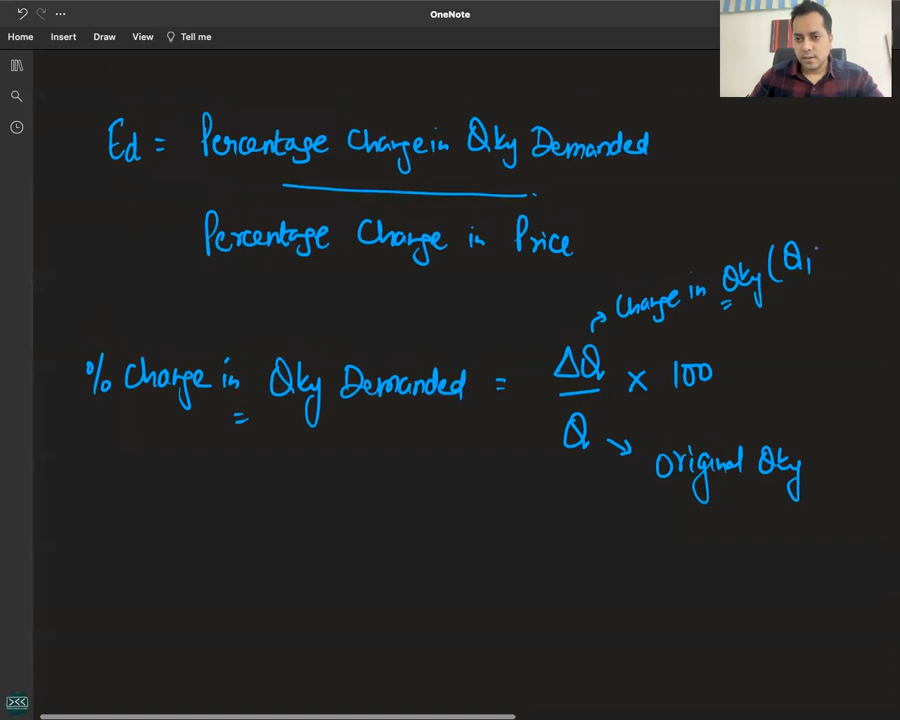 OneNote
Home Insert Draw View Tell me
Ed = Percentage Change in Qty Demanded
Percentage Change in Price
Change in Qty (Q1
% Change in Qty Demanded = ΔQ × 100
Q
Original Qty